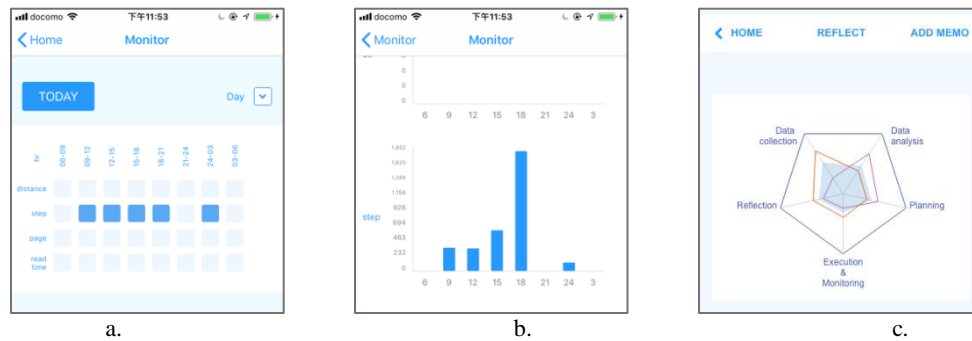 docomo 下午11:53
Home Monitor
TODAY Day
hr 06-09 09-12 12-15 15-18 18-21 21-24 24-03 03-06
distance
step
page
read
time
a.
docomo 下午11:53
Monitor Monitor
0
0
0
6 9 12 15 18 21 24 3
1,620
1,389
1,158
926
694
463
232
0
step
6 9 12 15 18 21 24 3
b.
HOME REFLECT ADD MEMO
Data
collection
Data
analysis
Reflection
Planning
Execution
&
Monitoring
c.